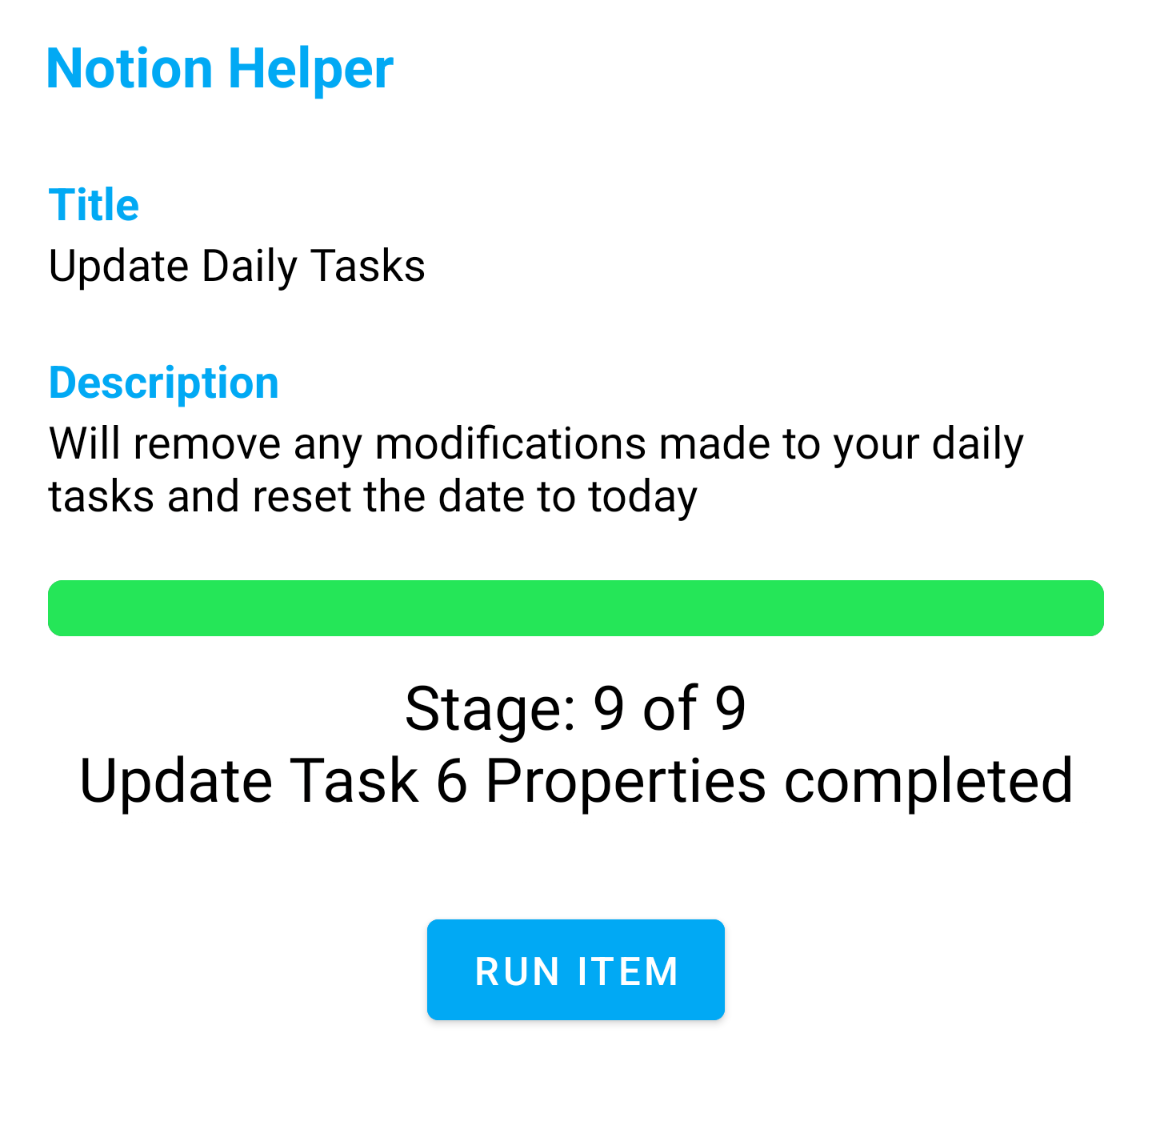 Notion Helper
Title
Update Daily Tasks
Description
Will remove any modifications made to your daily
tasks and reset the date to today
Stage: 9 of 9
Update Task 6 Properties completed
RUN ITEM